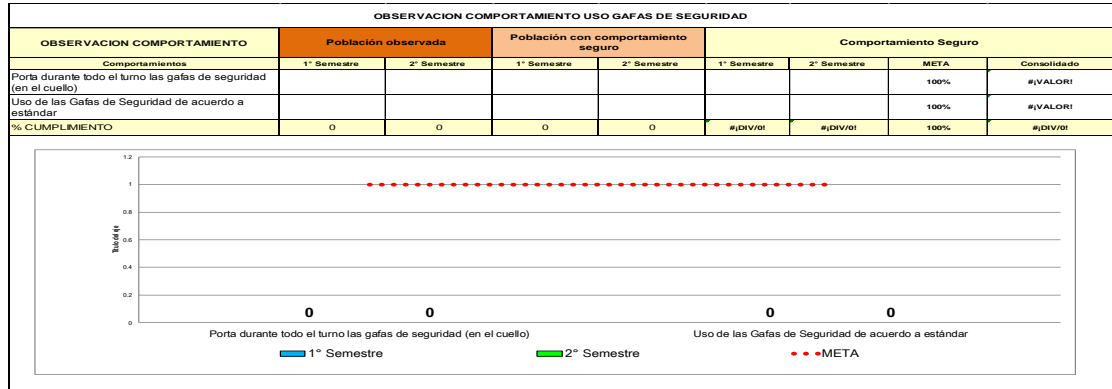 OBSERVACION COMPORTAMIENTO USO GAFAS DE SEGURIDAD
OBSERVACION COMPORTAMIENTO Población observada Población con comportamiento seguro Comportamiento Seguro
Comportamientos 1° Semestre 2° Semestre 1° Semestre 2° Semestre 1° Semestre 2° Semestre META Consolidado
Porta durante todo el turno las gafas de seguridad (en el cuello) 100% #¡VALOR!
Uso de las Gafas de Seguridad de acuerdo a estándar 100% #¡VALOR!
% CUMPLIMIENTO 0 0 0 0 #¡DIV/0! #¡DIV/0! 100% #¡DIV/0!
1.2
1
0.8
0.6
0.4
0.2
0
Título del eje
0 0 0 0
Porta durante todo el turno las gafas de seguridad (en el cuello) Uso de las Gafas de Seguridad de acuerdo a estándar
1° Semestre 2° Semestre META